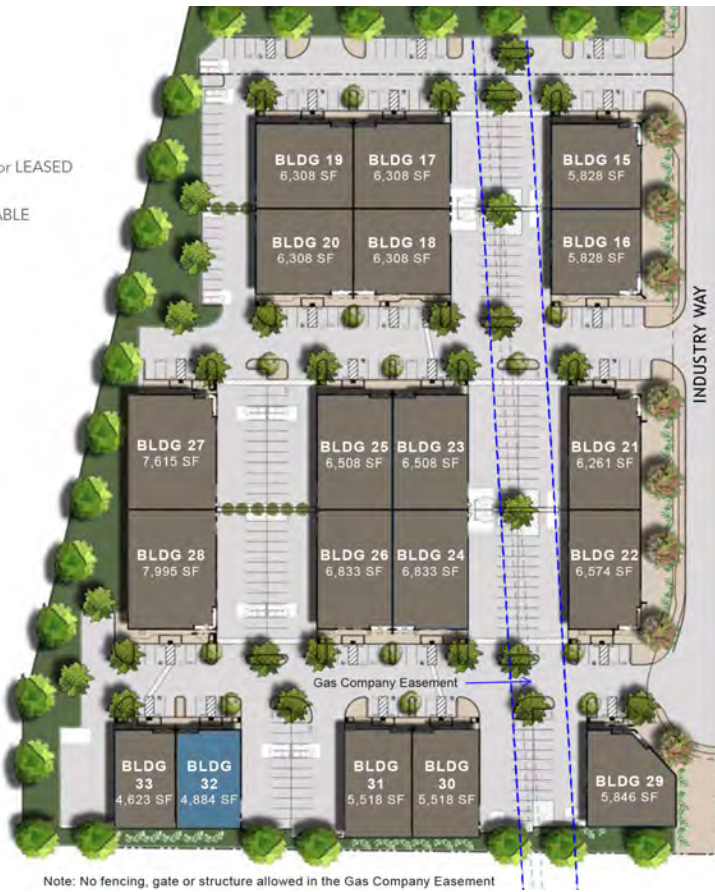 or LEASED
ABLE
BLDG 19
6,308 SF
BLDG 17
6,308 SF
BLDG 15
5,828 SF
BLDG 20
6,308 SF
BLDG 18
6,308 SF
BLDG 16
5,828 SF
INDUSTRY WAY
BLDG 27
7,615 SF
BLDG 25
6,508 SF
BLDG 23
6,508 SF
BLDG 21
6,261 SF
BLDG 28
7,995 SF
BLDG 26
6,833 SF
BLDG 24
6,833 SF
BLDG 22
6,574 SF
Gas Company Easement
BLDG
33
4,623 SF
BLDG
32
4,884 SF
BLDG
31
5,518 SF
BLDG
30
5,518 SF
BLDG 29
5,846 SF
Note: No fencing, gate or structure allowed in the Gas Company Easement